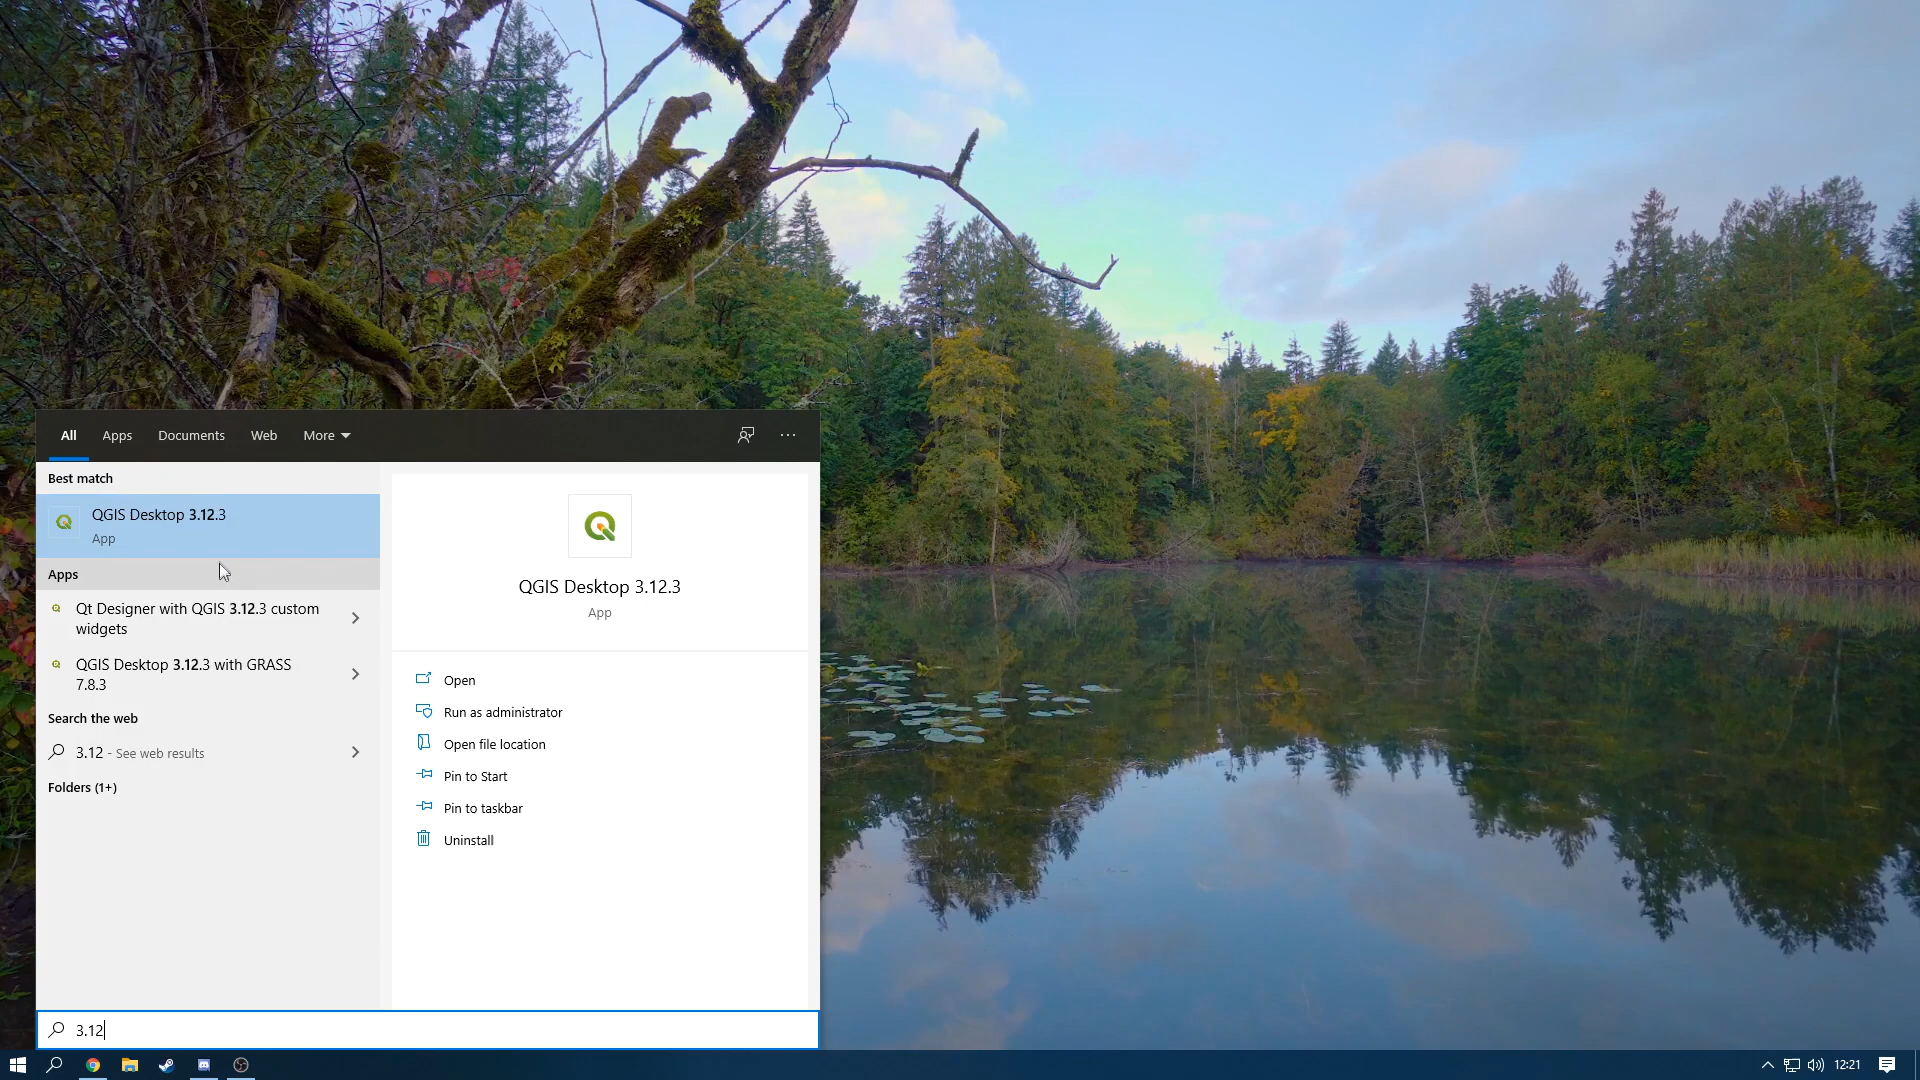 All Apps Documents Web More
Best match
QGIS Desktop 3.12.3
App
Apps
Qt Designer with QGIS 3.12.3 custom
widgets
QGIS Desktop 3.12.3 with GRASS
7.8.3
Search the web
3.12 - See web results
Folders (1+)
QGIS Desktop 3.12.3
App
Open
Run as administrator
Open file location
Pin to Start
Pin to taskbar
Uninstall
3.12
12:21